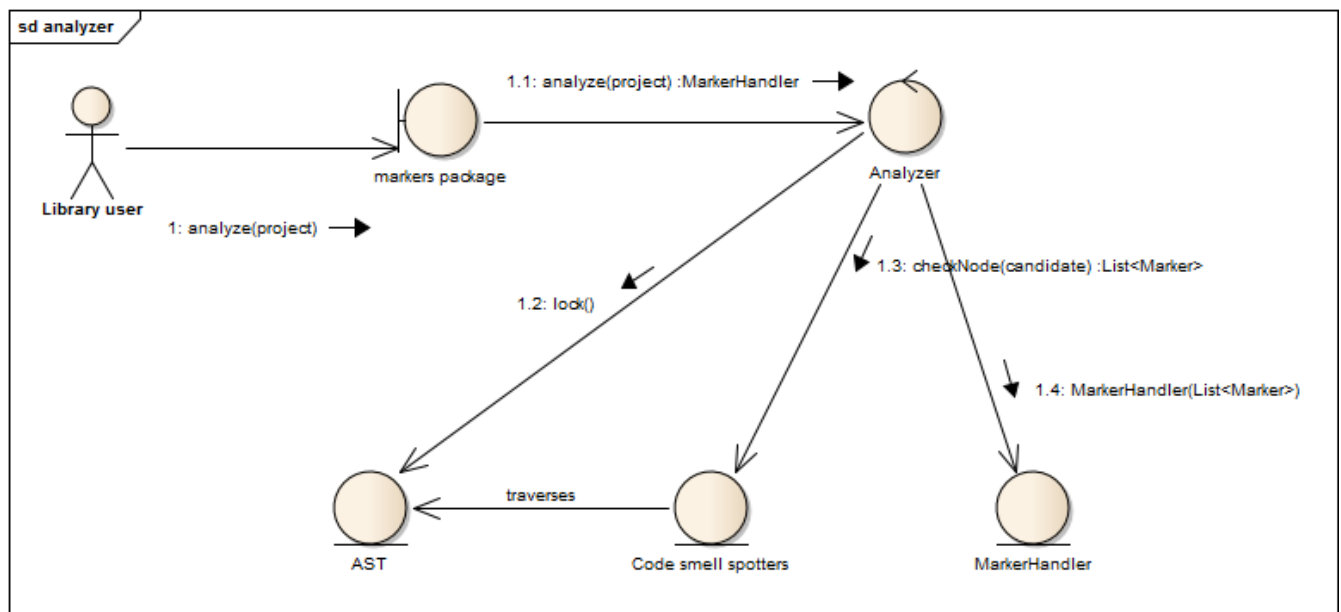 sd analyzer
1.1: analyze(project) :MarkerHandler
markers package
Analyzer
Library user
1: analyze(project)
1.3: checkNode(candidate) :List<Marker>
1.2: lock()
1.4: MarkerHandler(List<Marker>)
traverses
AST
Code smell spotters
MarkerHandler